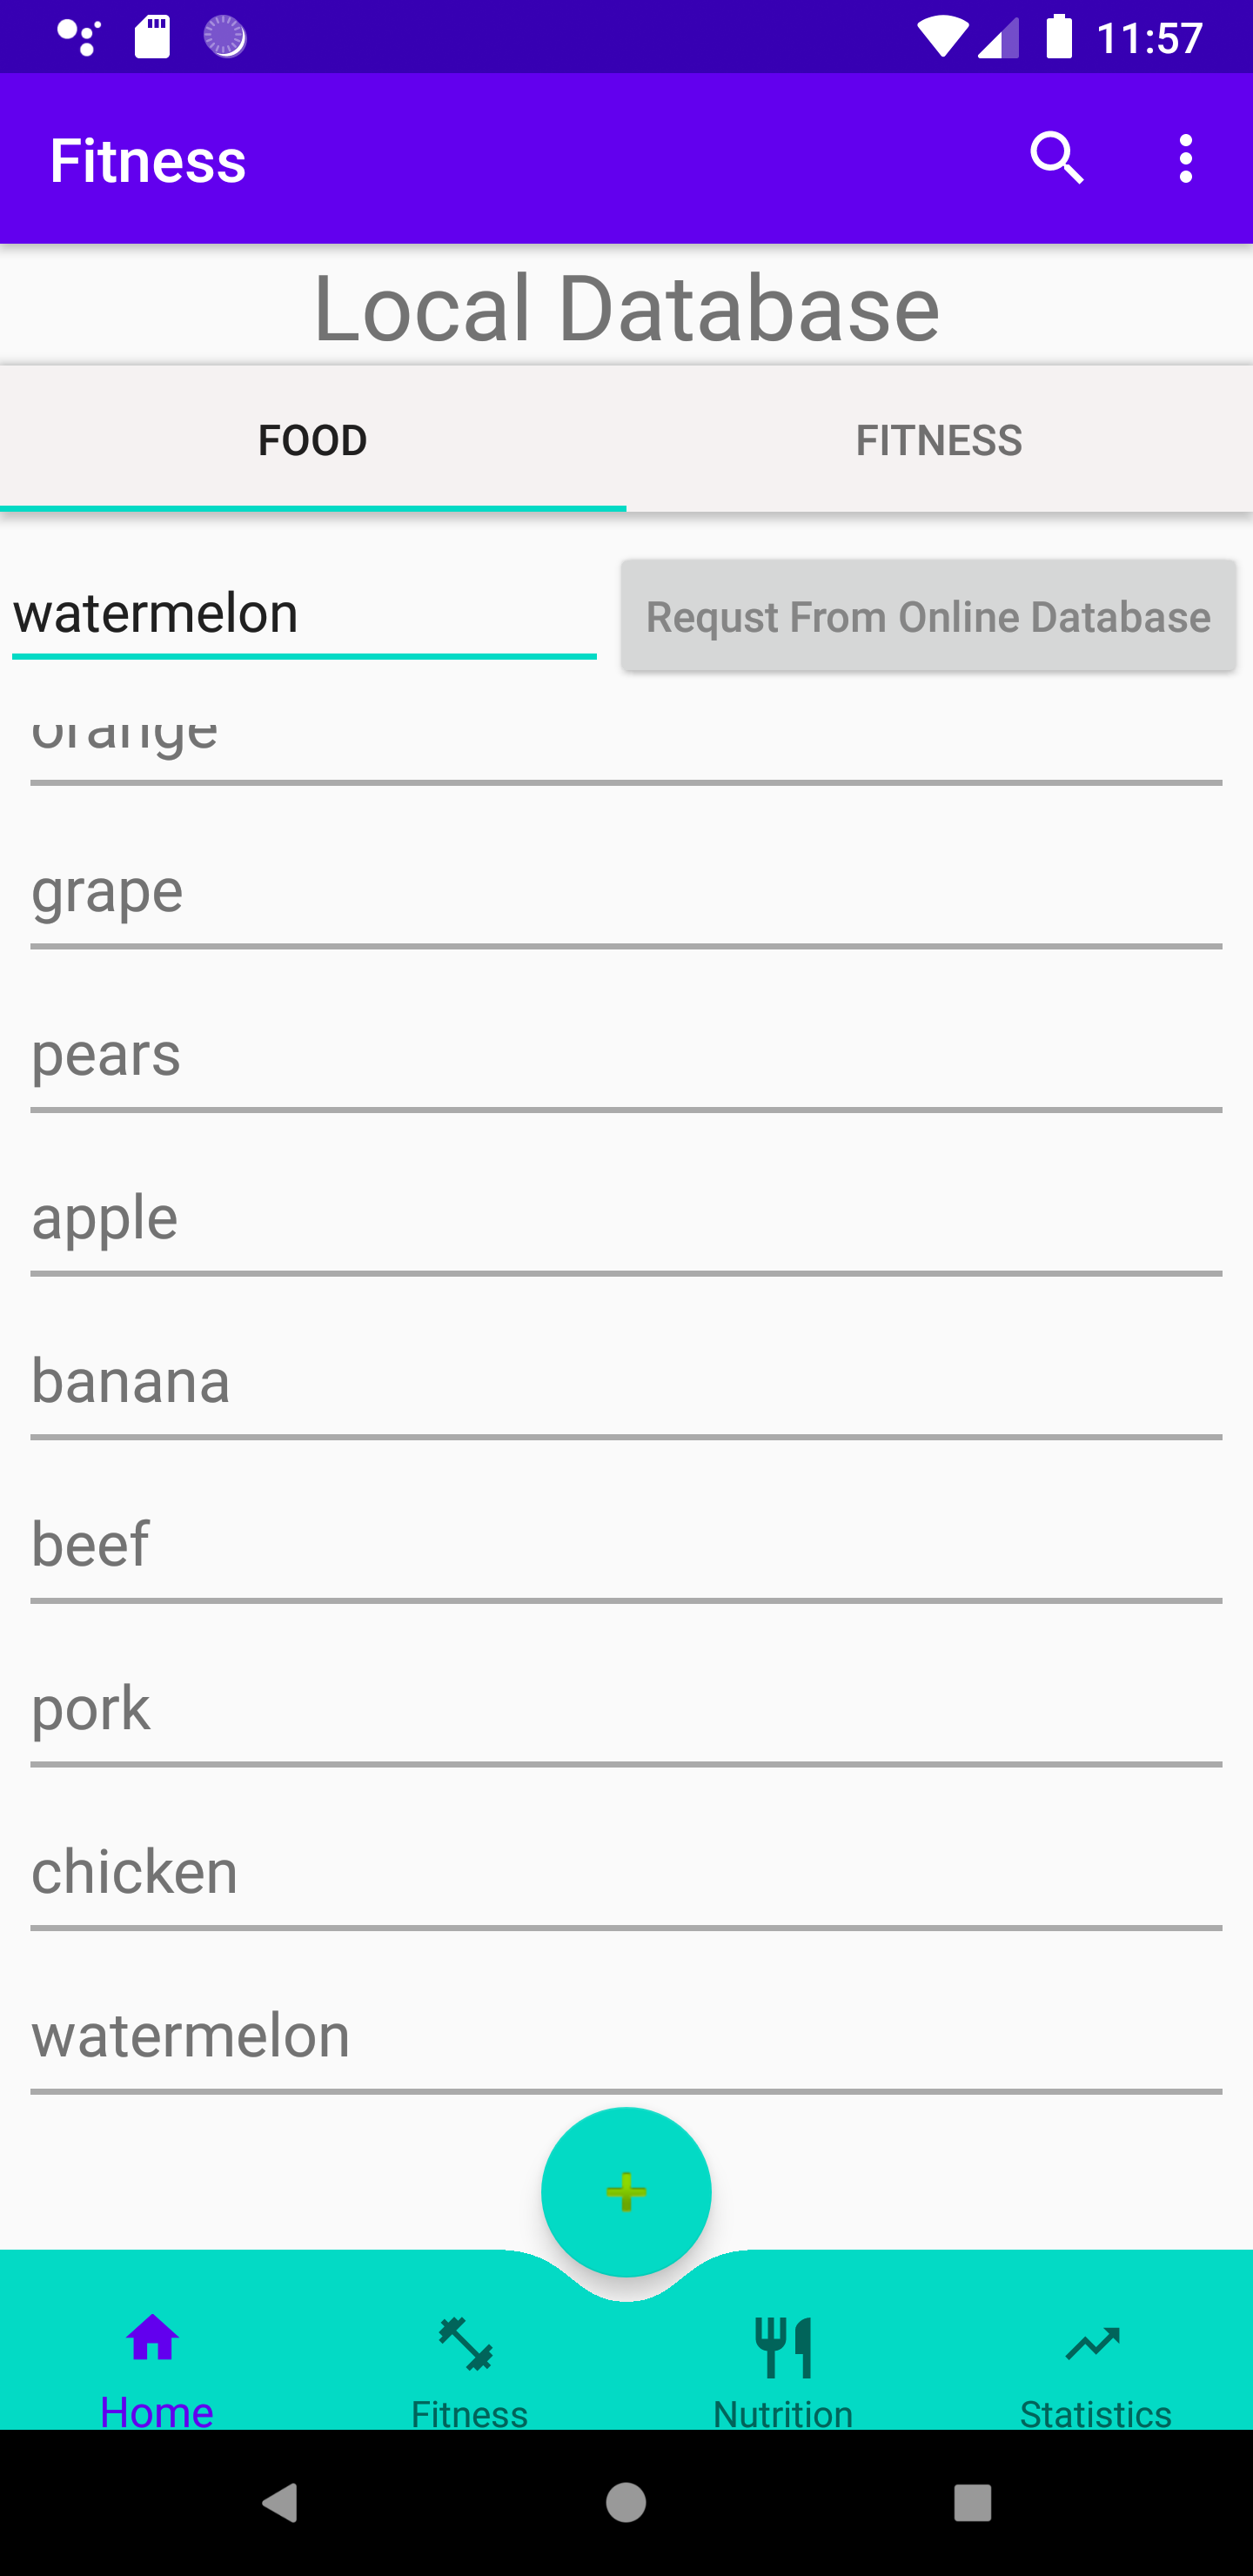 11:57
Fitness
Local Database
FOOD FITNESS
watermelon Requst From Online Database
orange
grape
pears
apple
banana
beef
pork
chicken
watermelon
Home Fitness Nutrition Statistics